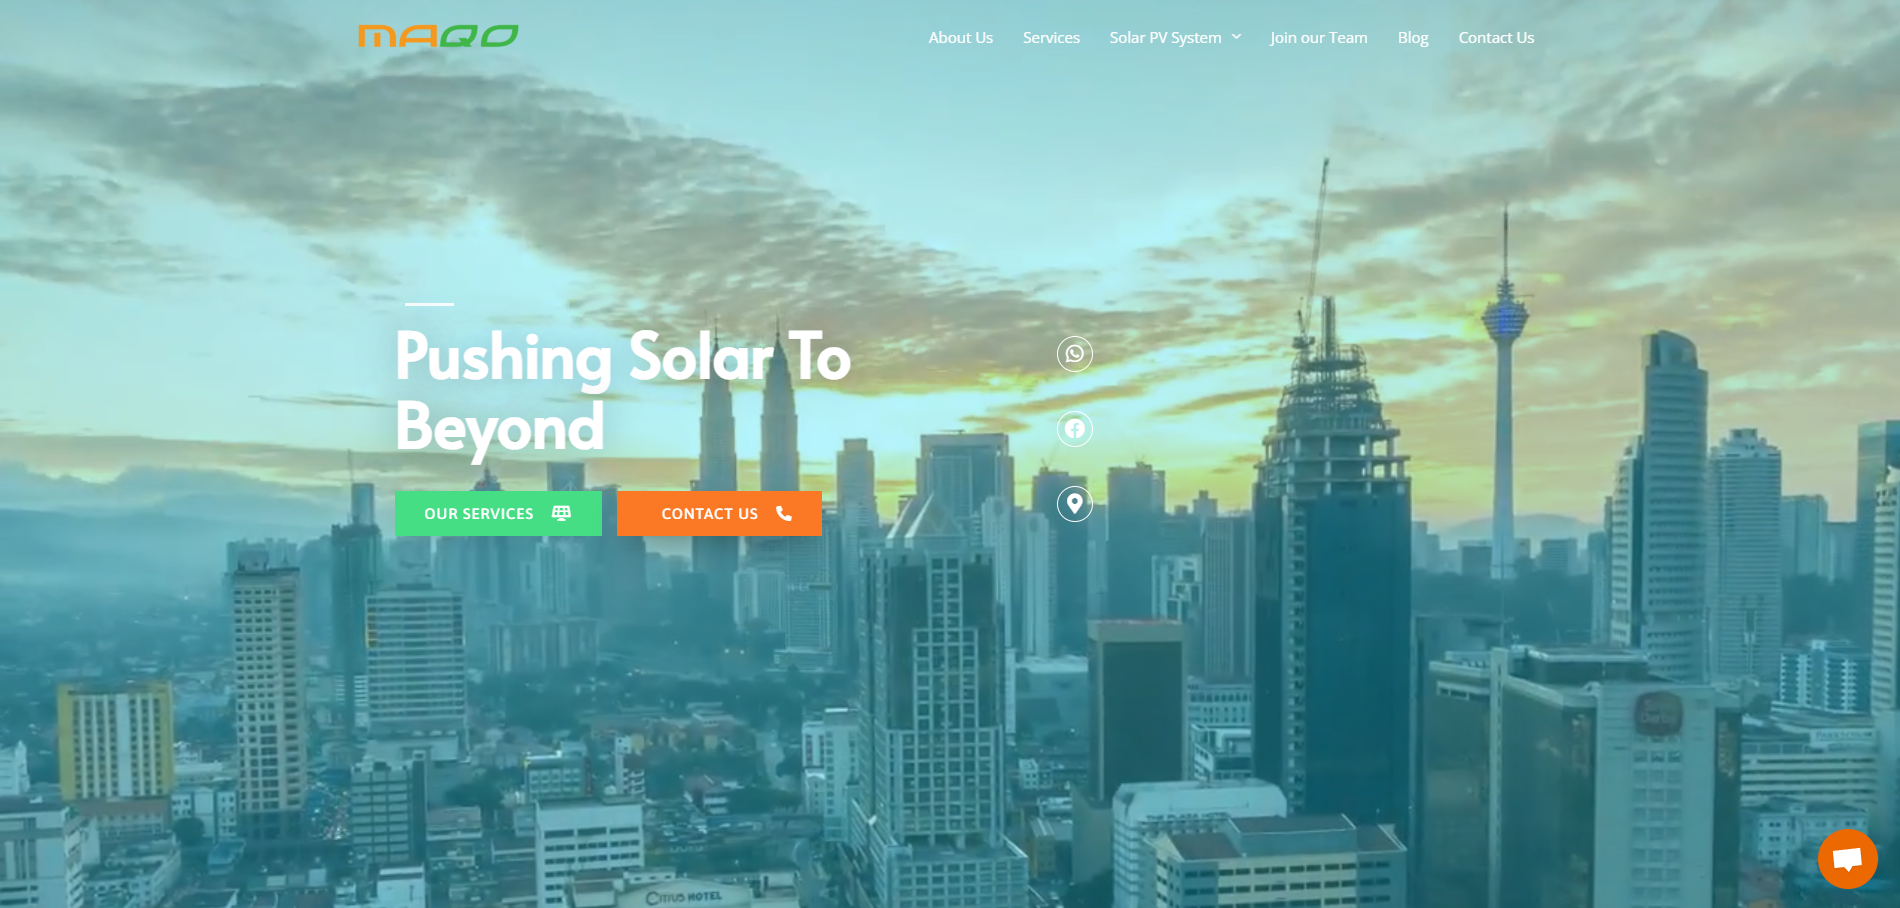 MAQO
About Us
Services
Solar PV System
Join our Team
Blog
Contact Us
Pushing Solar To
Beyond
OUR SERVICES
CONTACT US
CITIUS HOTEL